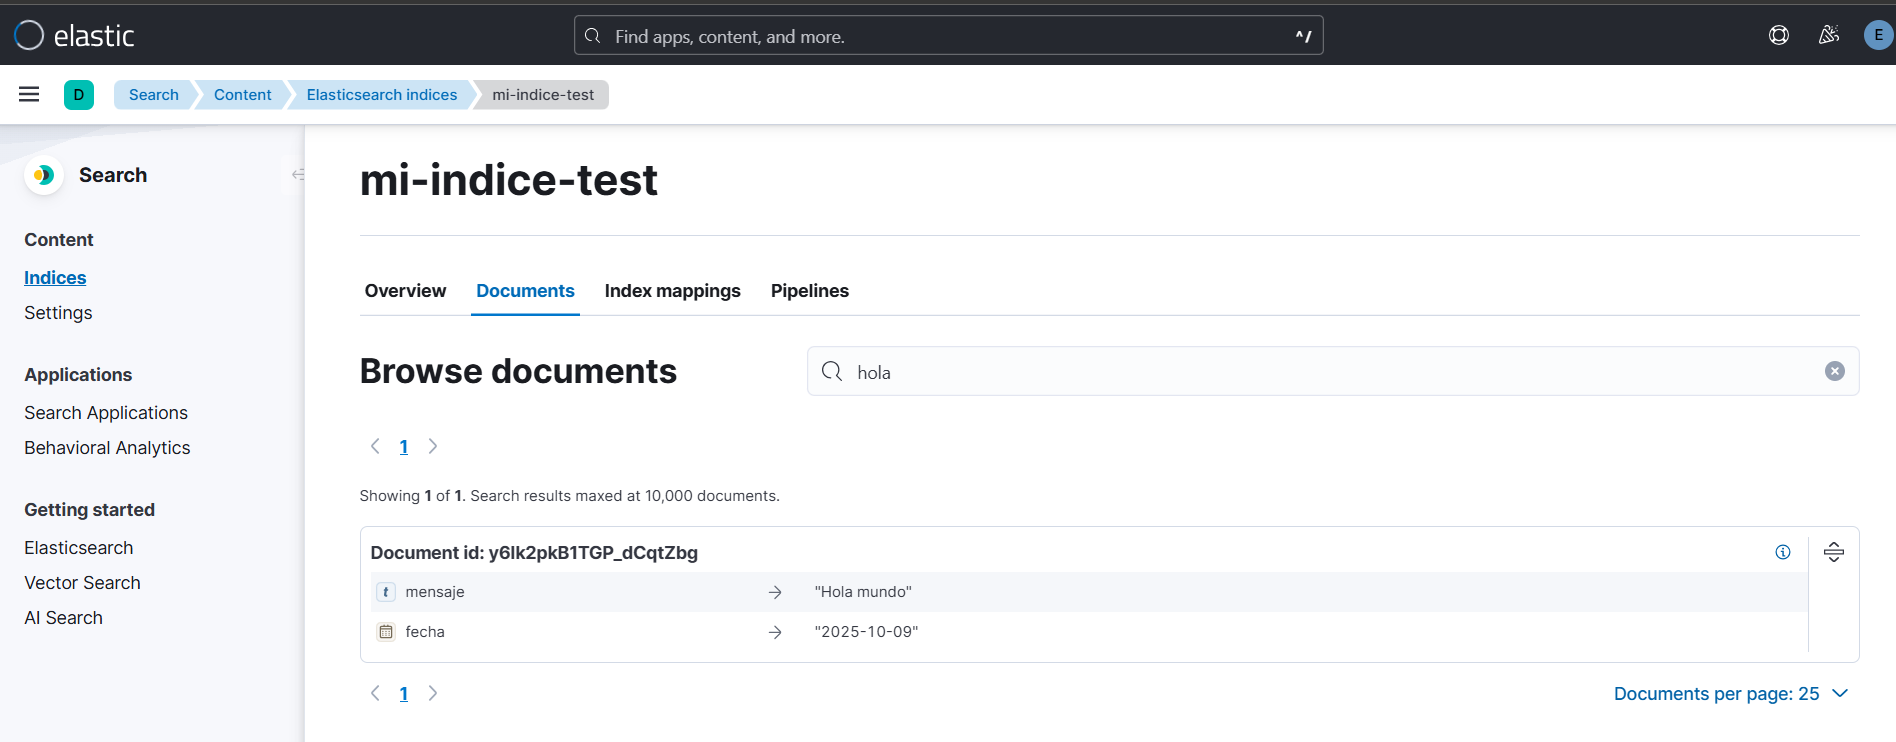 elastic
Find apps, content, and more.
^/
E
D
Search
Content
Elasticsearch indices
mi-indice-test
Search
Content
Indices
Settings
Applications
Search Applications
Behavioral Analytics
Getting started
Elasticsearch
Vector Search
AI Search
mi-indice-test
Overview Documents Index mappings Pipelines
Browse documents
hola
1
Showing 1 of 1. Search results maxed at 10,000 documents.
Document id: y6lk2pkB1TGP_dCqtZbg
t mensaje → "Hola mundo"
fecha → "2025-10-09"
1
Documents per page: 25